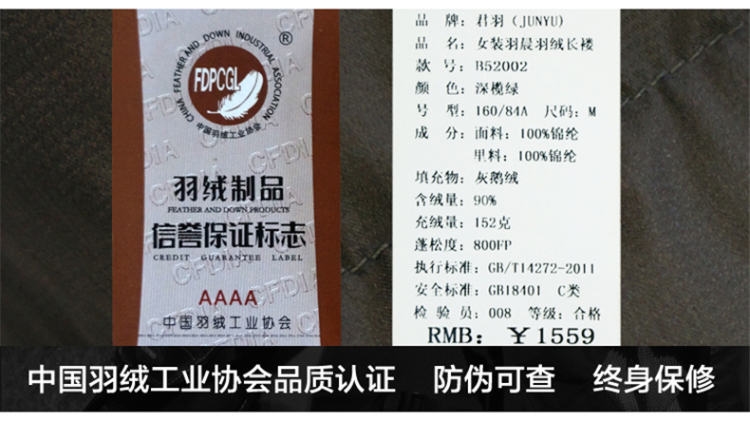 CHINA FEATHER AND DOWN INDUSTRIAL ASSOCIATION
®
FDPCGL
中国羽绒工业协会
羽绒制品
FEATHER AND DOWN PRODUCTS
信誉保证标志
CREDIT GUARANTEE LABEL
AAAA
中国羽绒工业协会
品 牌：君羽（JUNYU）
品 名：女装羽晨羽绒长褛
款 号：B52002
颜 色：深榄绿
号 型：160/84A 尺码：M
成 分：面料：100%锦纶
里料：100%锦纶
填充物：灰鹅绒
含绒量：90%
充绒量：152克
蓬松度：800FP
执行标准：GB/T14272-2011
安全标准：GB18401 C类
检 验 员：008 等级：合格
RMB：￥1559
中国羽绒工业协会品质认证 防伪可查 终身保修